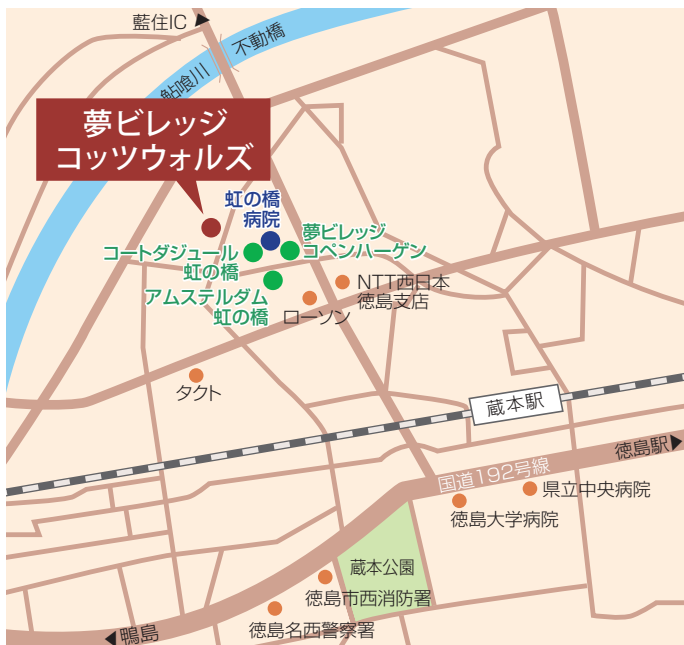 藍住IC
不動橋
鮎喰川
夢ビレッジ
コッツウォルズ
虹の橋
病院
夢ビレッジ
コペンハーゲン
コートダジュール
虹の橋
アムステルダム
虹の橋
NTT西日本
徳島支店
ローソン
タクト
蔵本駅
徳島駅
国道192号線
県立中央病院
徳島大学病院
蔵本公園
徳島市西消防署
徳島名西警察署
鴨島